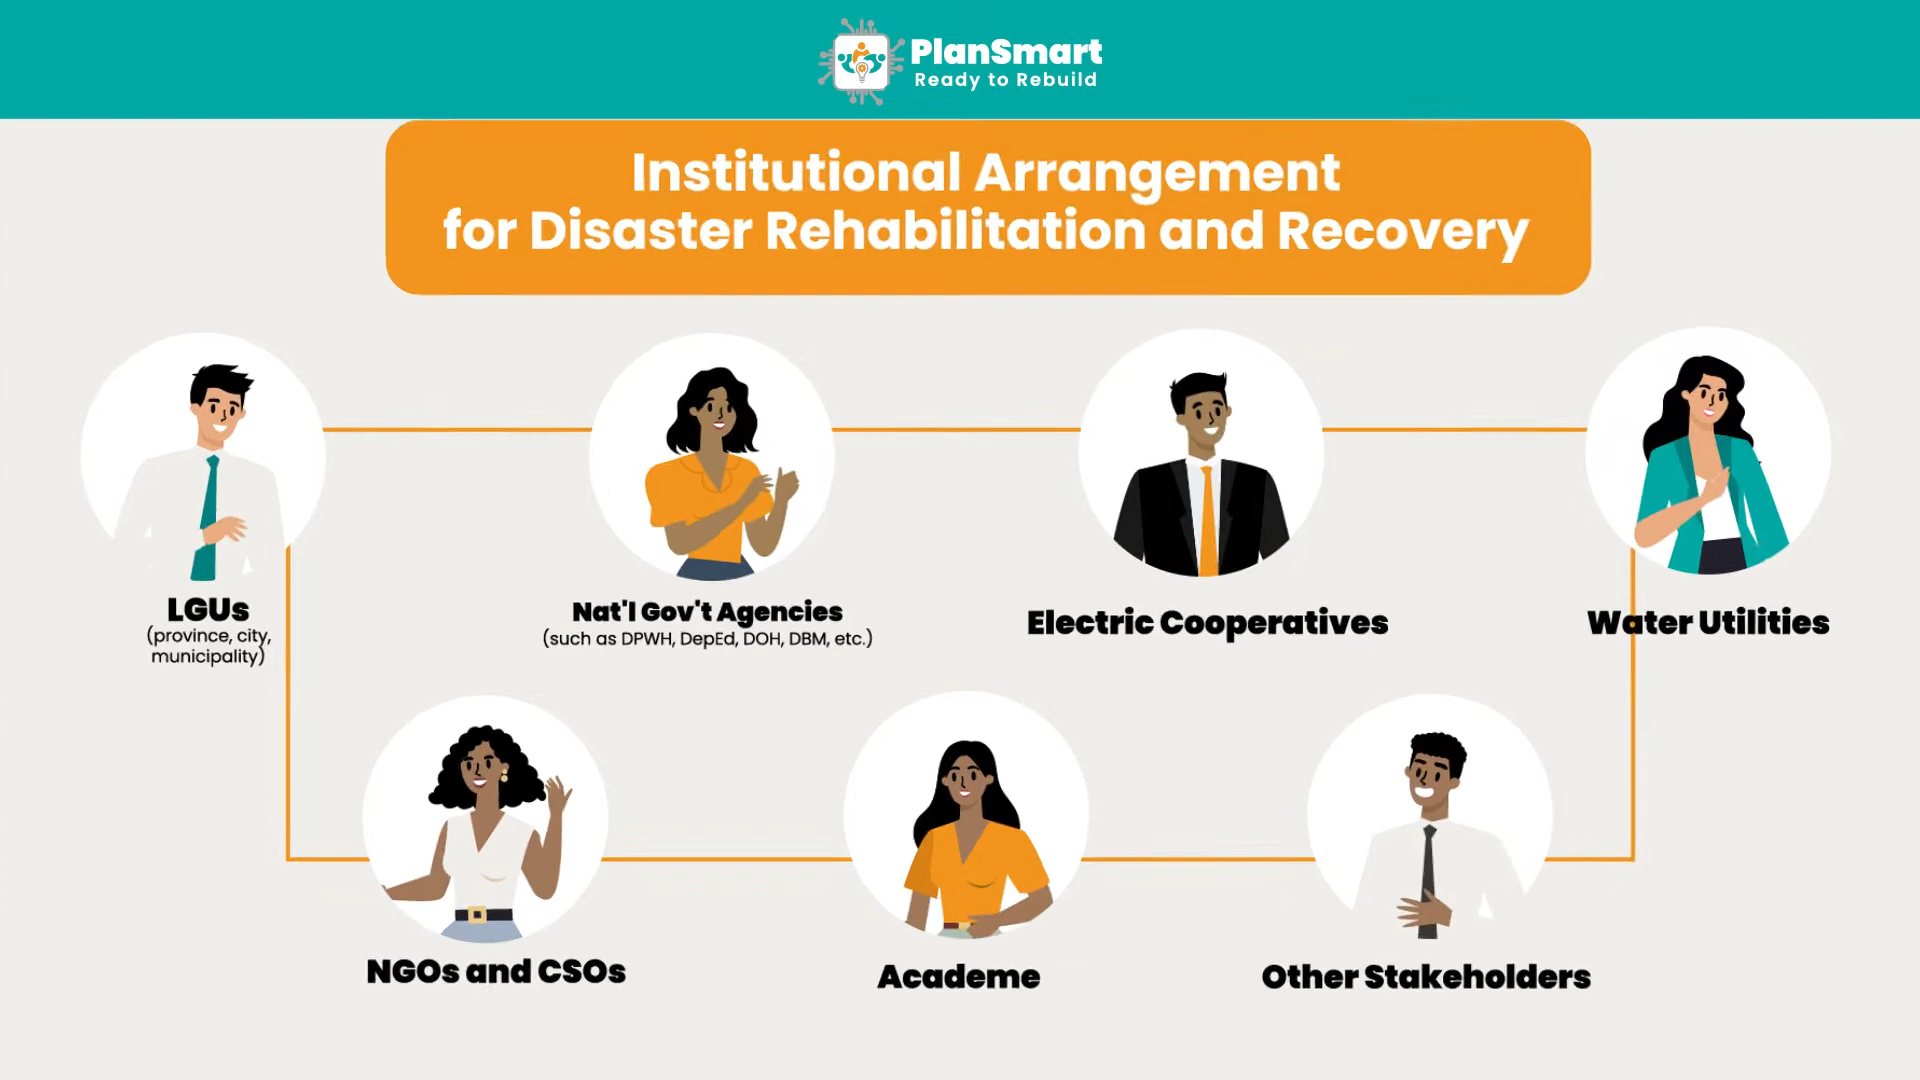 PlanSmart
Ready to Rebuild
Institutional Arrangement
for Disaster Rehabilitation and Recovery
LGUs
(province, city,
municipality)
Nat'l Gov't Agencies
(such as DPWH, DepEd, DOH, DBM, etc.)
Electric Cooperatives
Water Utilities
NGOs and CSOs
Academe
Other Stakeholders